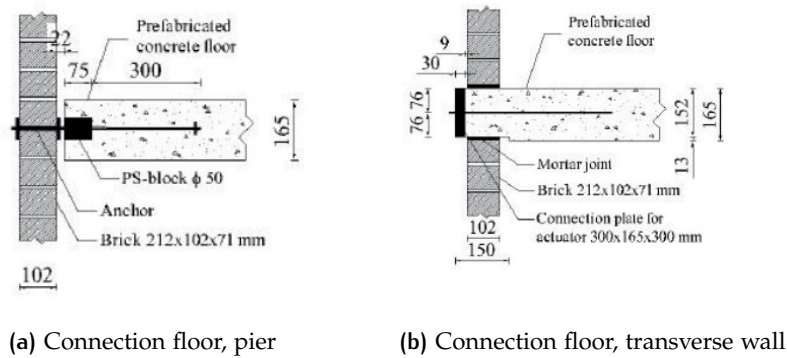 22
Prefabricated
concrete floor
75
300
165
PS-block ϕ 50
Anchor
Brick 212x102x71 mm
102
(a) Connection floor, pier
Prefabricated
concrete floor
9
30
76
76
152
165
13
Mortar joint
Brick 212x102x71 mm
Connection plate for
actuator 300x165x300 mm
102
150
(b) Connection floor, transverse wall